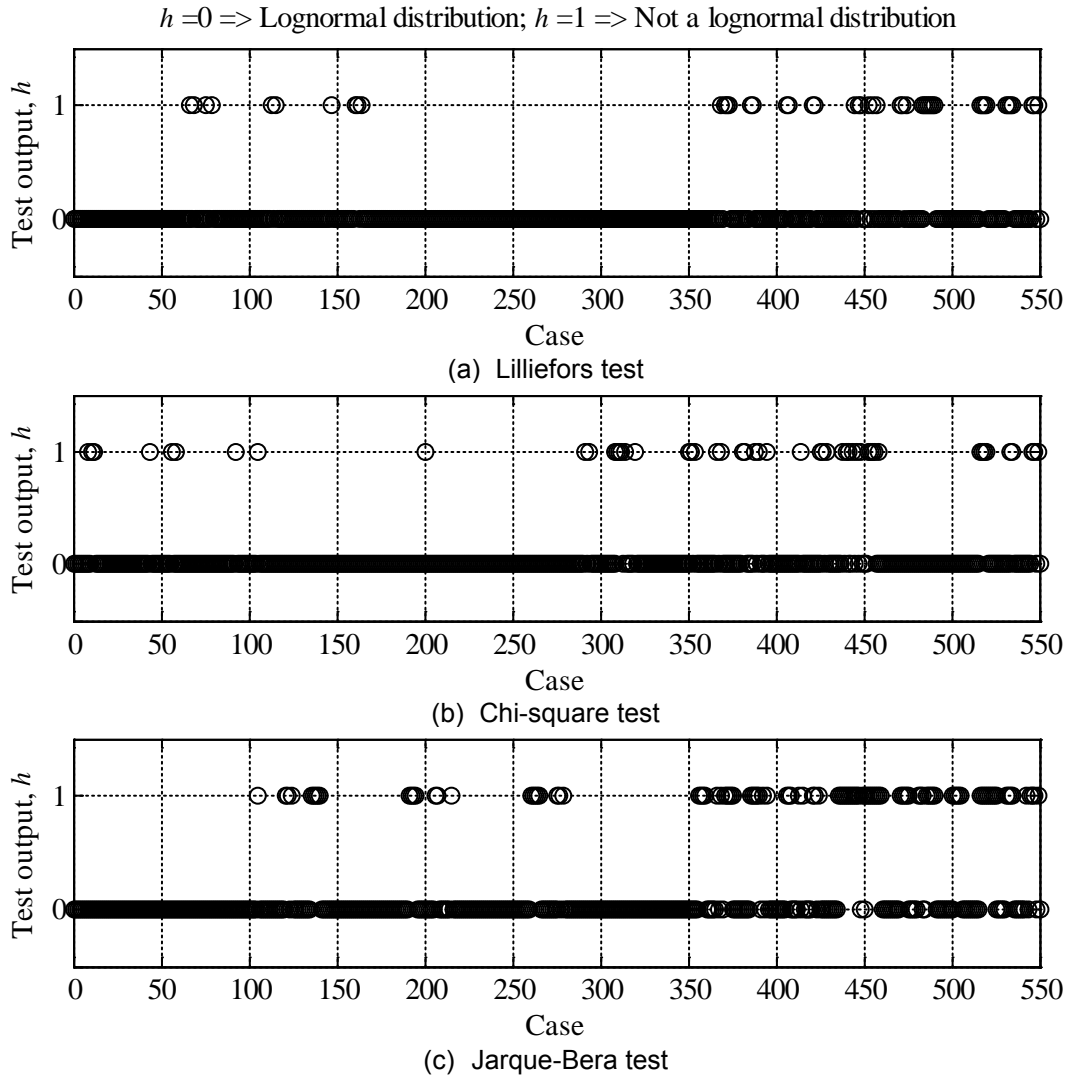 h =0 => Lognormal distribution; h =1 => Not a lognormal distribution
Test output, h
1
0
0 50 100 150 200 250 300 350 400 450 500 550
Case
(a) Lilliefors test
Test output, h
1
0
0 50 100 150 200 250 300 350 400 450 500 550
Case
(b) Chi-square test
Test output, h
1
0
0 50 100 150 200 250 300 350 400 450 500 550
Case
(c) Jarque-Bera test